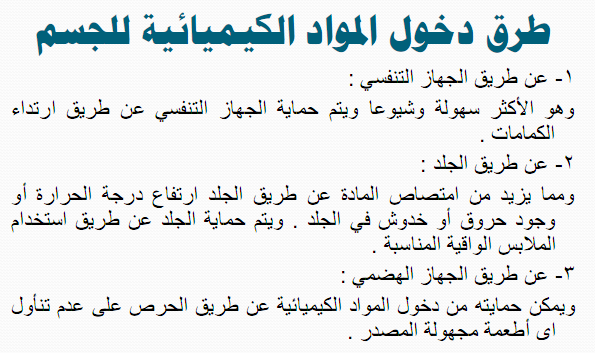 طرق دخول المواد الكيميائية للجسم
١- عن طريق الجهاز التنفسي :
وهو الأكثر سهولة وشيوعا ويتم حماية الجهاز التنفسي عن طريق ارتداء
الكمامات .
٢- عن طريق الجلد :
ومما يزيد من امتصاص المادة عن طريق الجلد ارتفاع درجة الحرارة أو
وجود حروق أو خدوش في الجلد . ويتم حماية الجلد عن طريق استخدام
الملابس الواقية المناسبة .
٣- عن طريق الجهاز الهضمي :
ويمكن حمايته من دخول المواد الكيميائية عن طريق الحرص على عدم تنأول
اى أطعمة مجهولة المصدر .